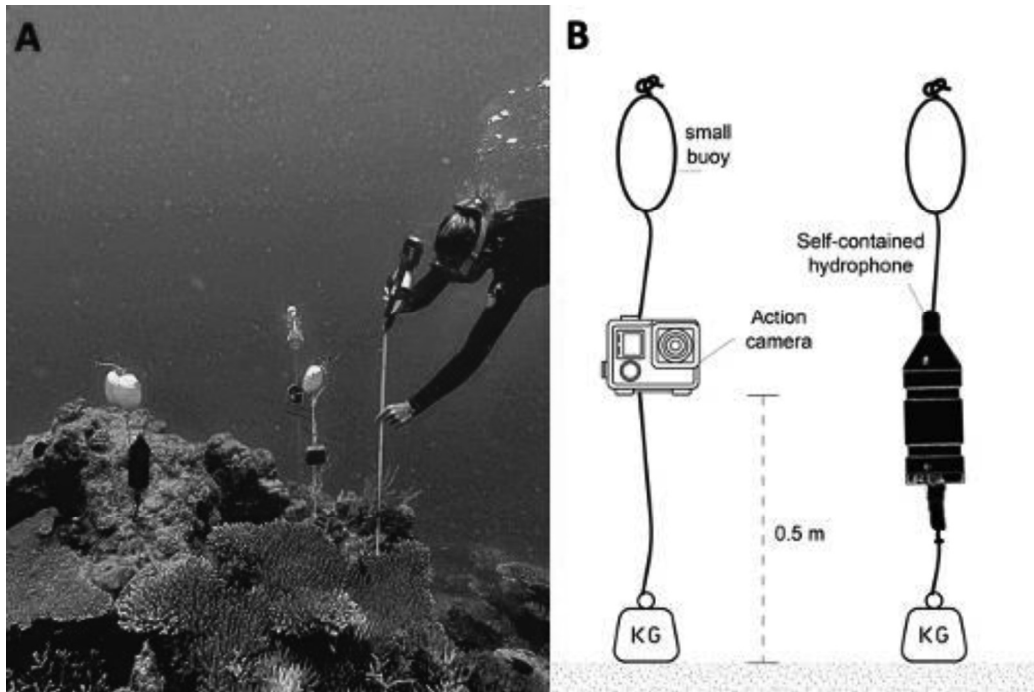 A
B
small
buoy
Self-contained
hydrophone
Action
camera
0.5 m
KG
KG